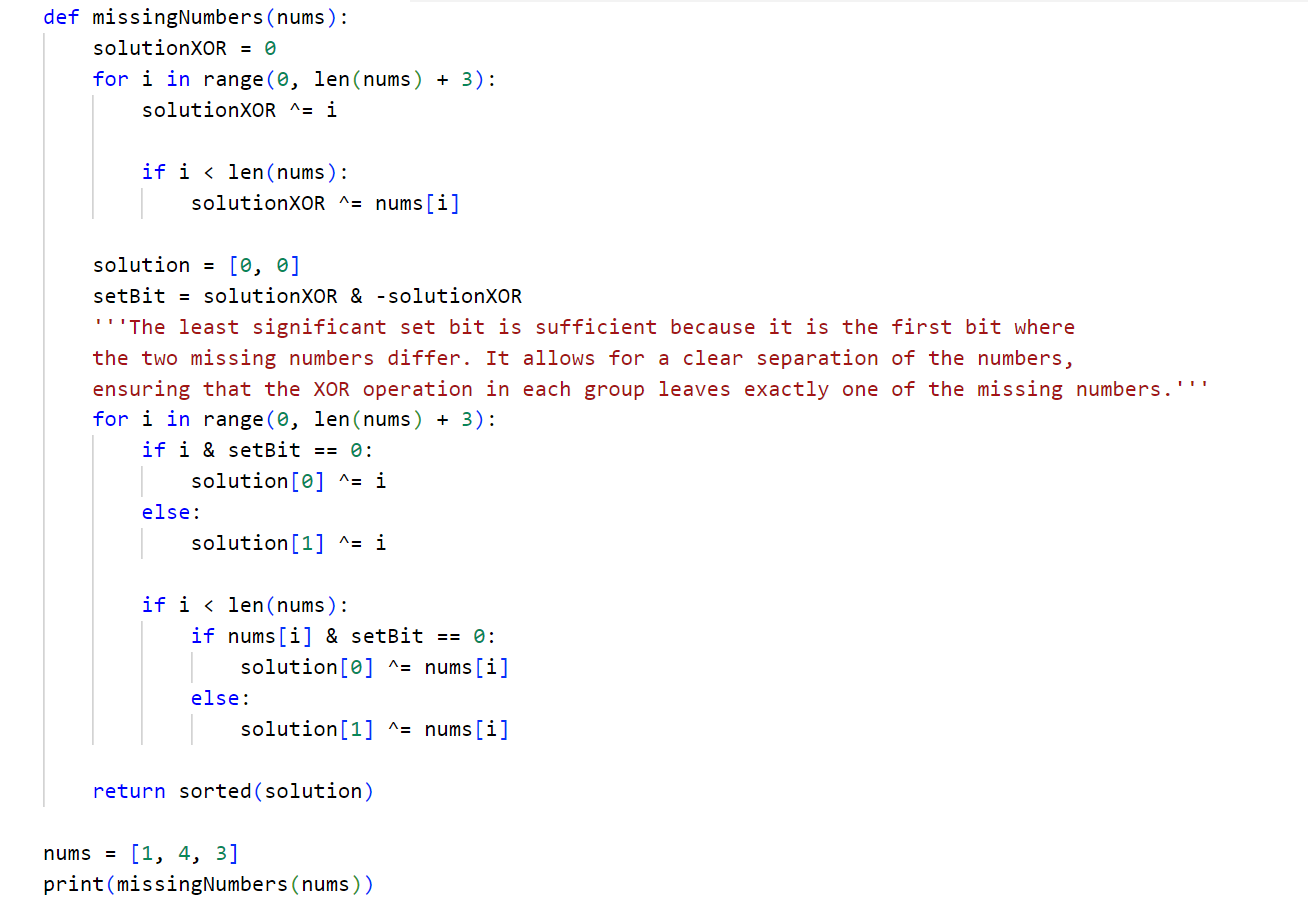 def missingNumbers(nums):
    solutionXOR = 0
    for i in range(0, len(nums) + 3):
        solutionXOR ^= i

        if i < len(nums):
            solutionXOR ^= nums[i]

    solution = [0, 0]
    setBit = solutionXOR & -solutionXOR
    '''The least significant set bit is sufficient because it is the first bit where
    the two missing numbers differ. It allows for a clear separation of the numbers,
    ensuring that the XOR operation in each group leaves exactly one of the missing numbers.'''
    for i in range(0, len(nums) + 3):
        if i & setBit == 0:
            solution[0] ^= i
        else:
            solution[1] ^= i

        if i < len(nums):
            if nums[i] & setBit == 0:
                solution[0] ^= nums[i]
            else:
                solution[1] ^= nums[i]

    return sorted(solution)

nums = [1, 4, 3]
print(missingNumbers(nums))